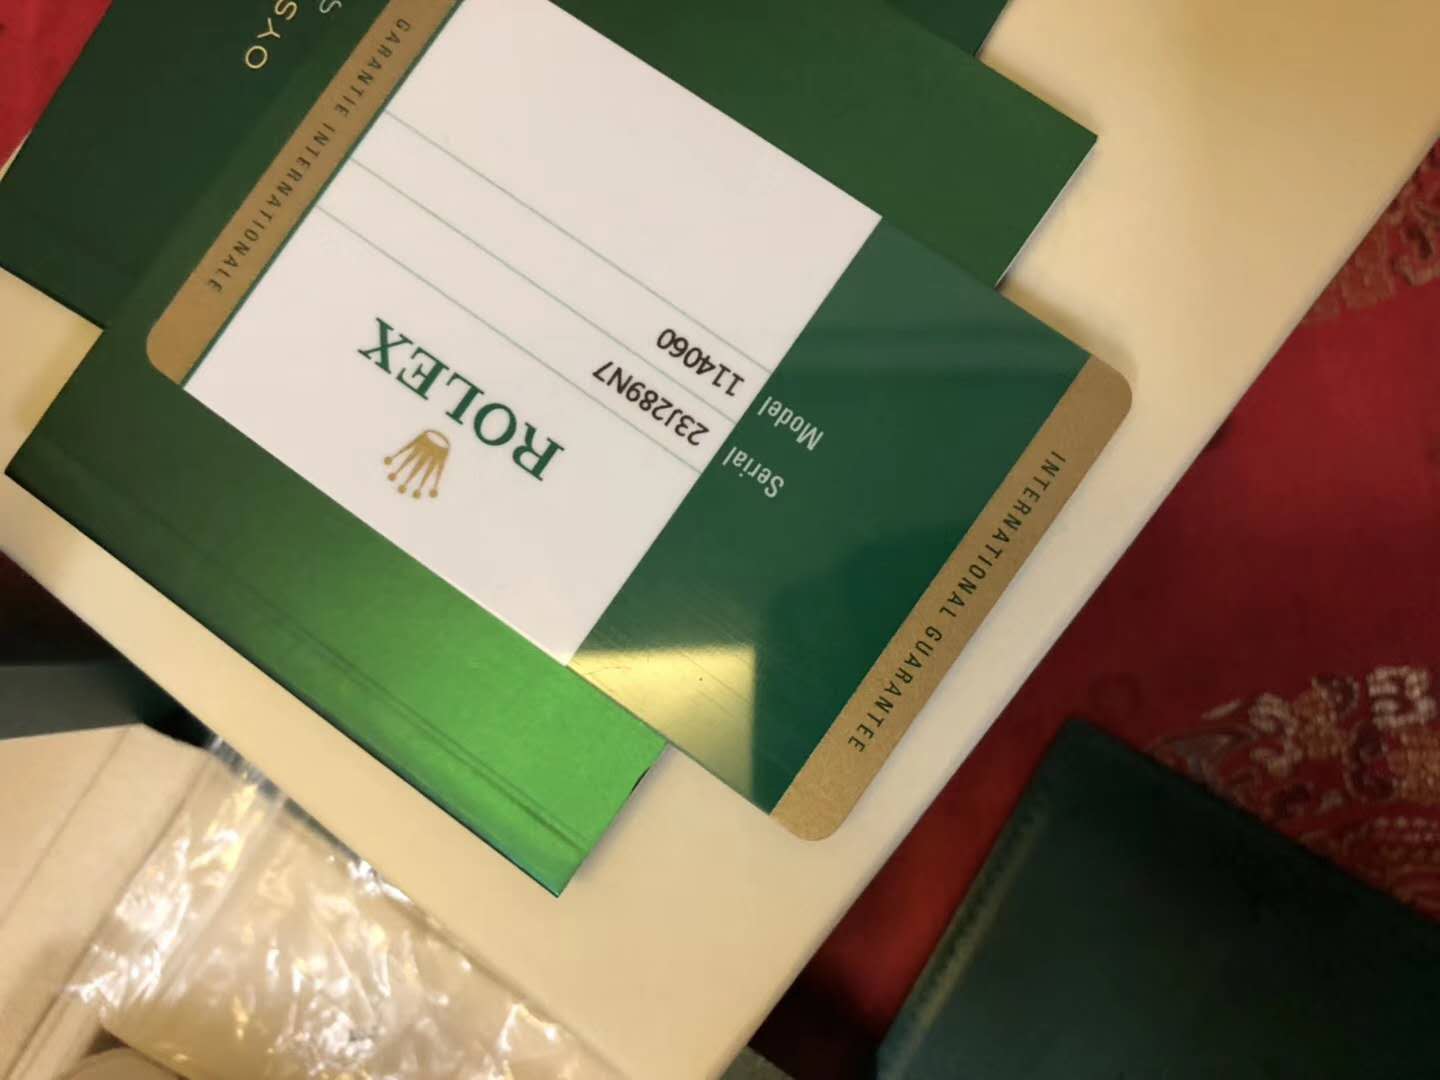 OYS
GARANTIE INTERNATIONALE
ROLEX
Serial 23J289N7
Model 114060
INTERNATIONAL GUARANTEE